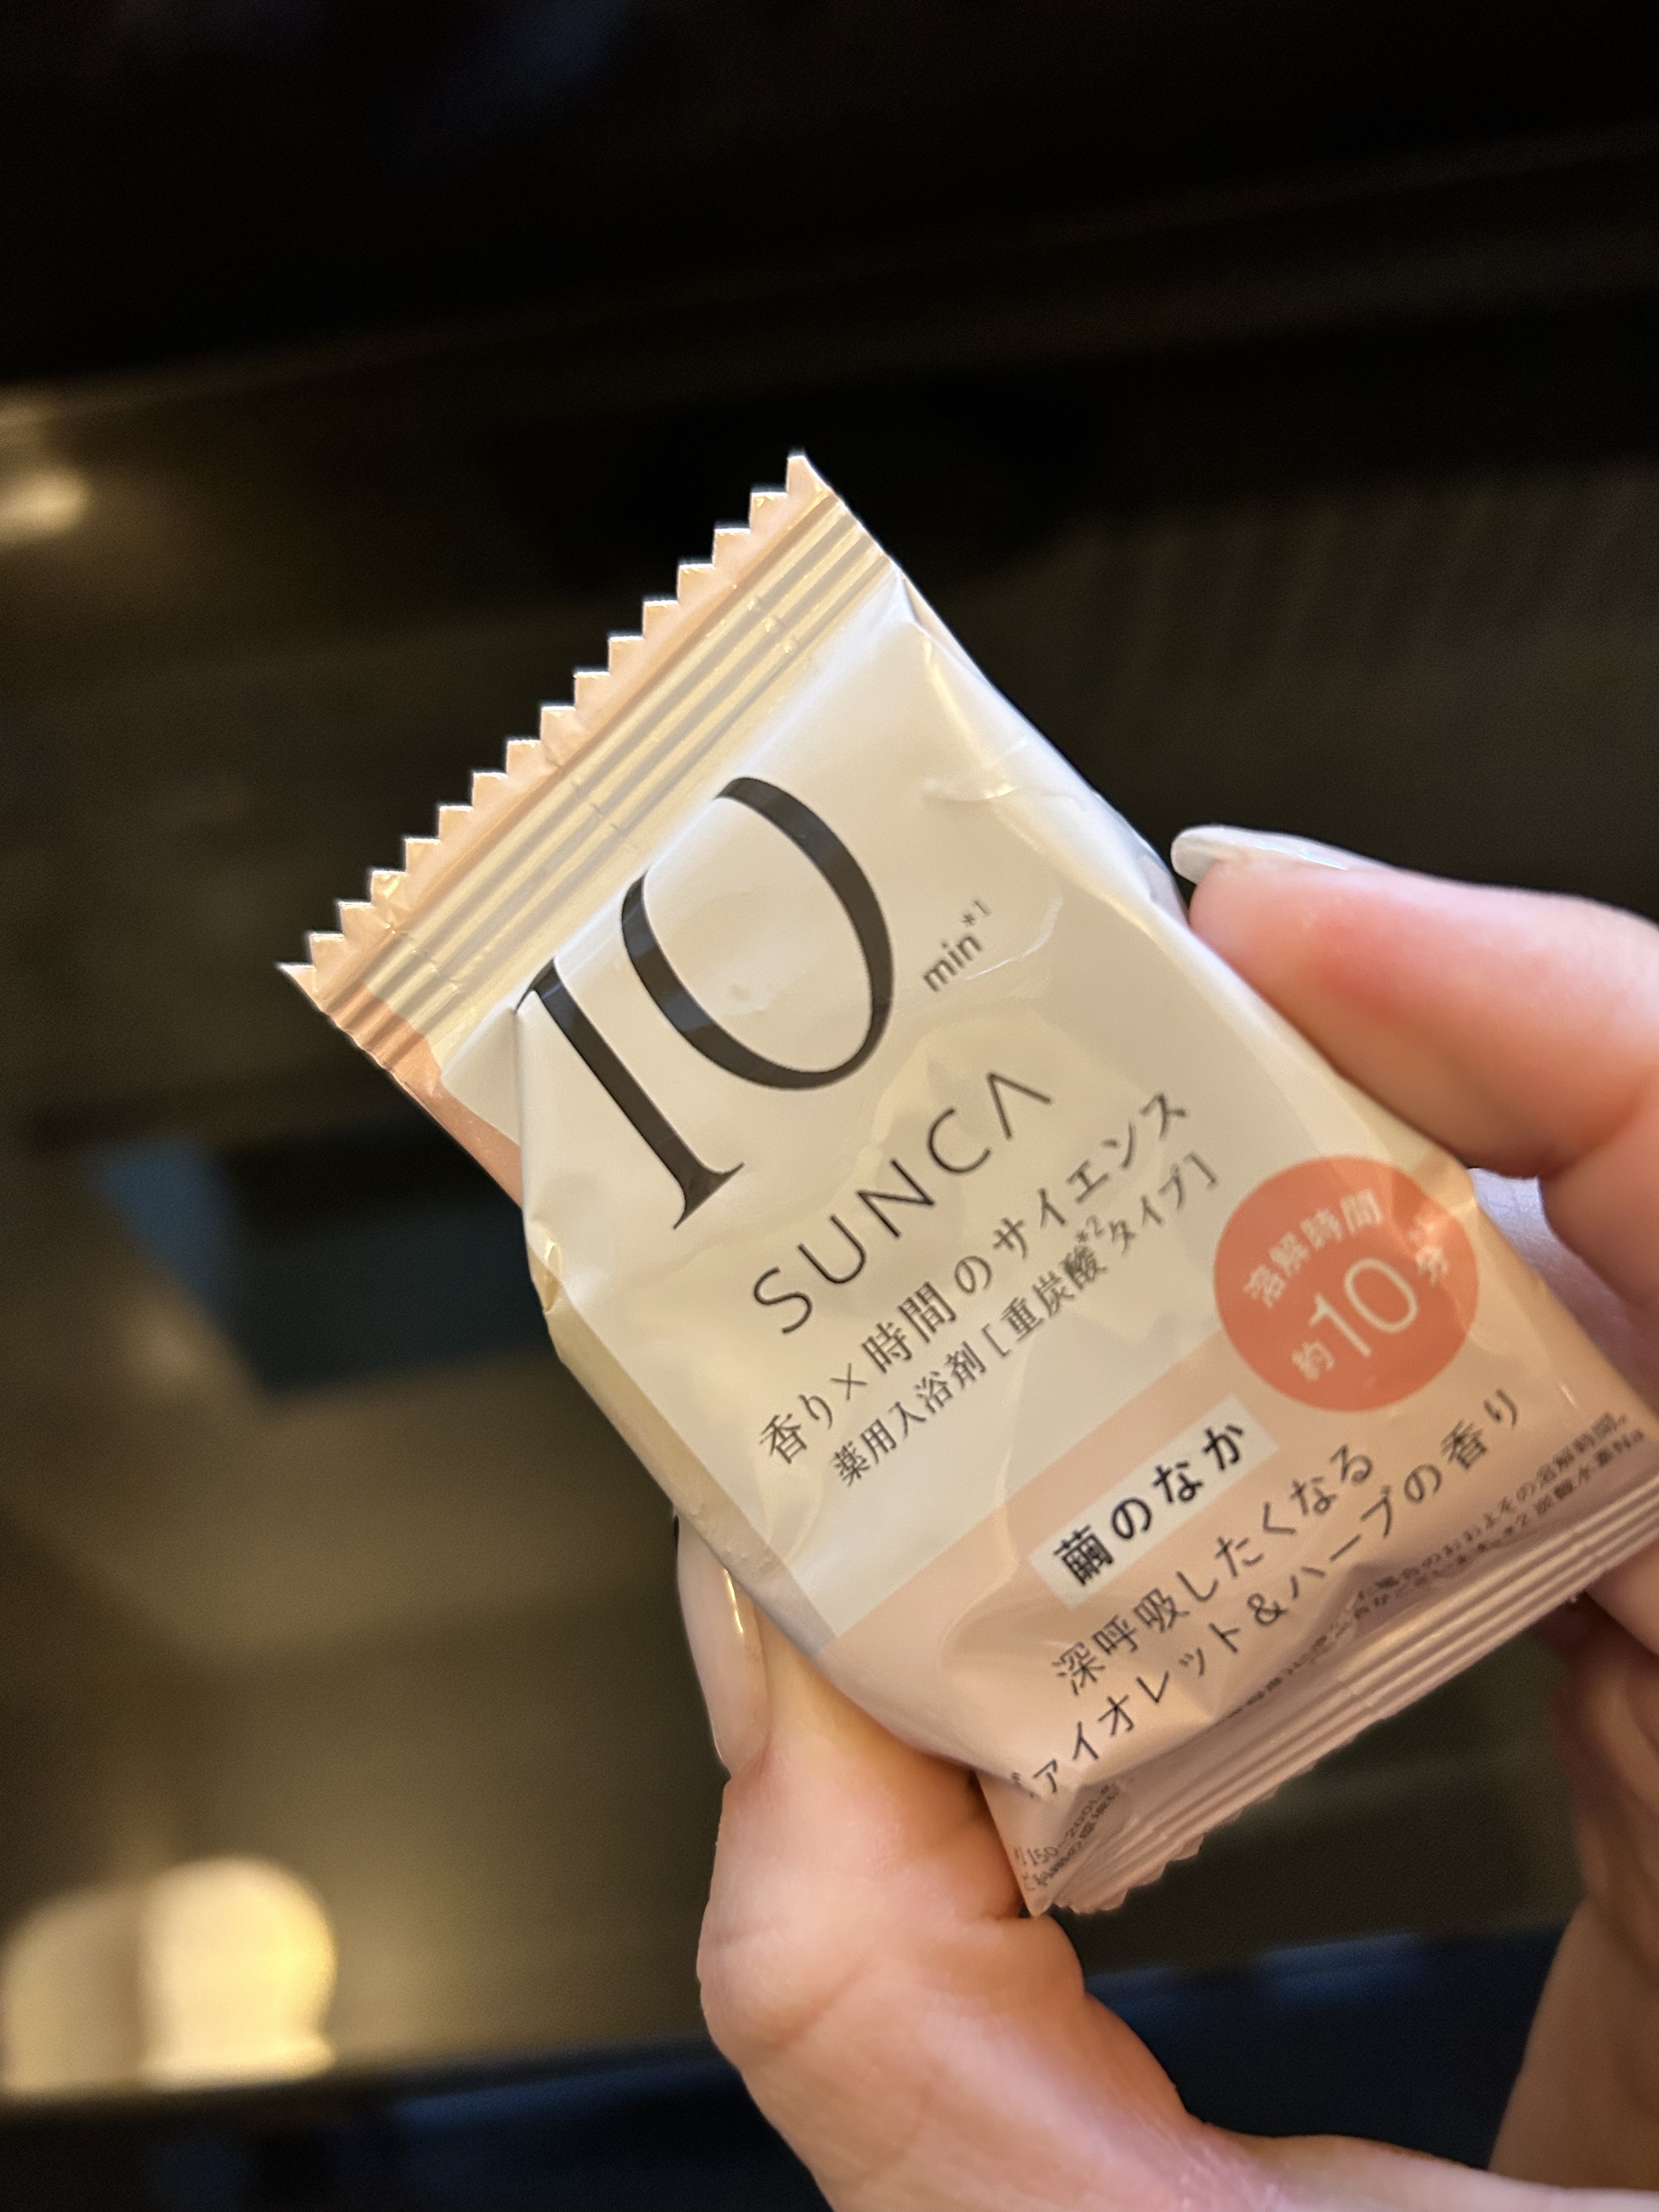 10
min*1
SUNCA
香り×時間のサイエンス
薬用入浴剤[重炭酸*2タイプ]
溶解時間
約10分
繭のなか
深呼吸したくなる
ヴァイオレット&ハーブの香り